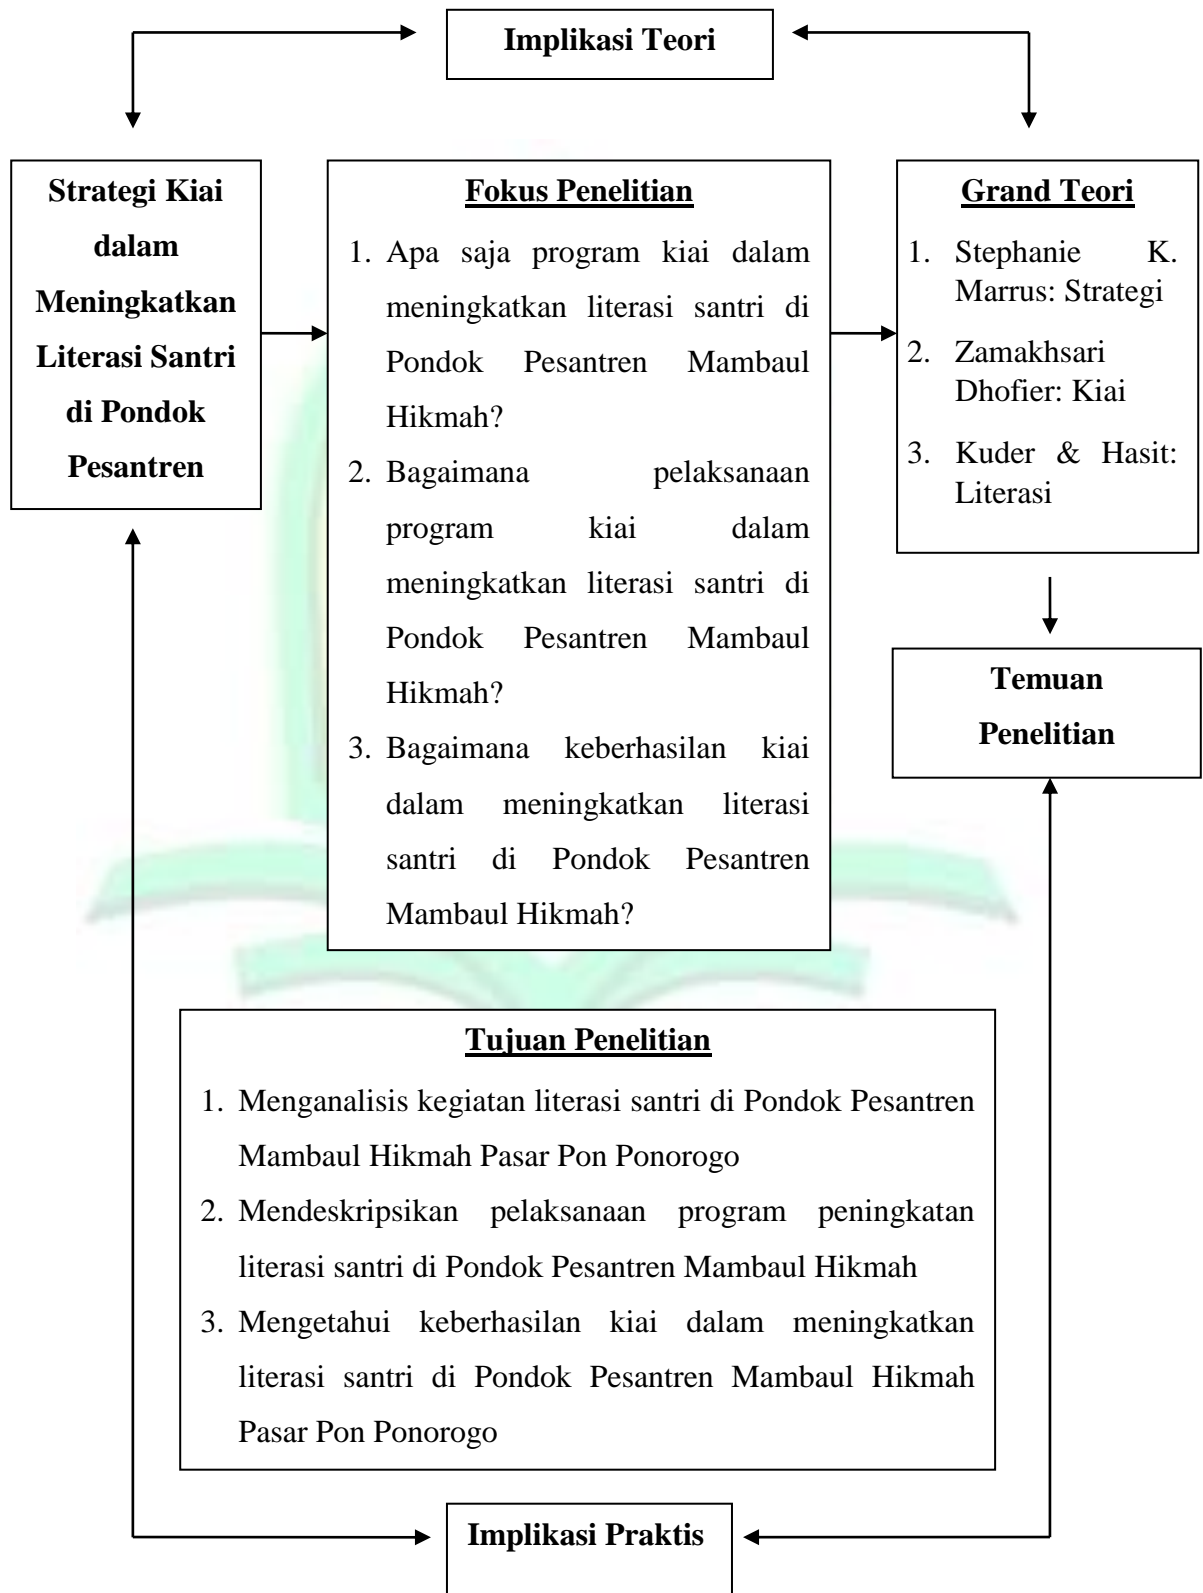 Implikasi Teori
Strategi Kiai
dalam
Meningkatkan
Literasi Santri
di Pondok
Pesantren
Fokus Penelitian
1. Apa saja program kiai dalam
meningkatkan literasi santri di
Pondok Pesantren Mambaul
Hikmah?
2. Bagaimana pelaksanaan
program kiai dalam
meningkatkan literasi santri di
Pondok Pesantren Mambaul
Hikmah?
3. Bagaimana keberhasilan kiai
dalam meningkatkan literasi
santri di Pondok Pesantren
Mambaul Hikmah?
Grand Teori
1. Stephanie K.
Marrus: Strategi
2. Zamakhsari
Dhofier: Kiai
3. Kuder & Hasit:
Literasi
Temuan
Penelitian
Tujuan Penelitian
1. Menganalisis kegiatan literasi santri di Pondok Pesantren
Mambaul Hikmah Pasar Pon Ponorogo
2. Mendeskripsikan pelaksanaan program peningkatan
literasi santri di Pondok Pesantren Mambaul Hikmah
3. Mengetahui keberhasilan kiai dalam meningkatkan
literasi santri di Pondok Pesantren Mambaul Hikmah
Pasar Pon Ponorogo
Implikasi Praktis